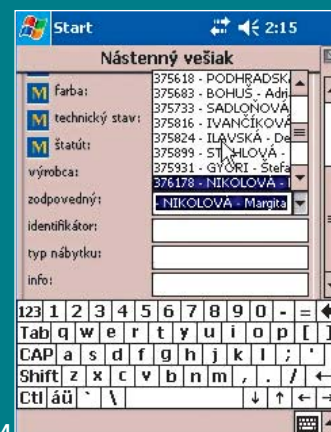 Start 2:15
Nástenný vešiak
M farba:
M technický stav:
M štatút:
výrobca:
zodpovedný:
identifikátor:
typ nábytku:
info:
375618 - PODHRADSK
375683 - BOHUŠ - Adri
375733 - SADLOŇOVÁ
375816 - IVANČÍKOVÁ
375824 - ILAVSKÁ - De
375899 -
375931 - GYÖRI - Štefa
376178 - NIKOLOVÁ -
- NIKOLOVÁ - Margita
123 1 2 3 4 5 6 7 8 9 0 - =
Tab q w e r t y u i o p [ ]
CAP a s d f g h j k l ; '
Shift z x c v b n m , . /
Ctl áü ` \ ↓ ↑ ← →